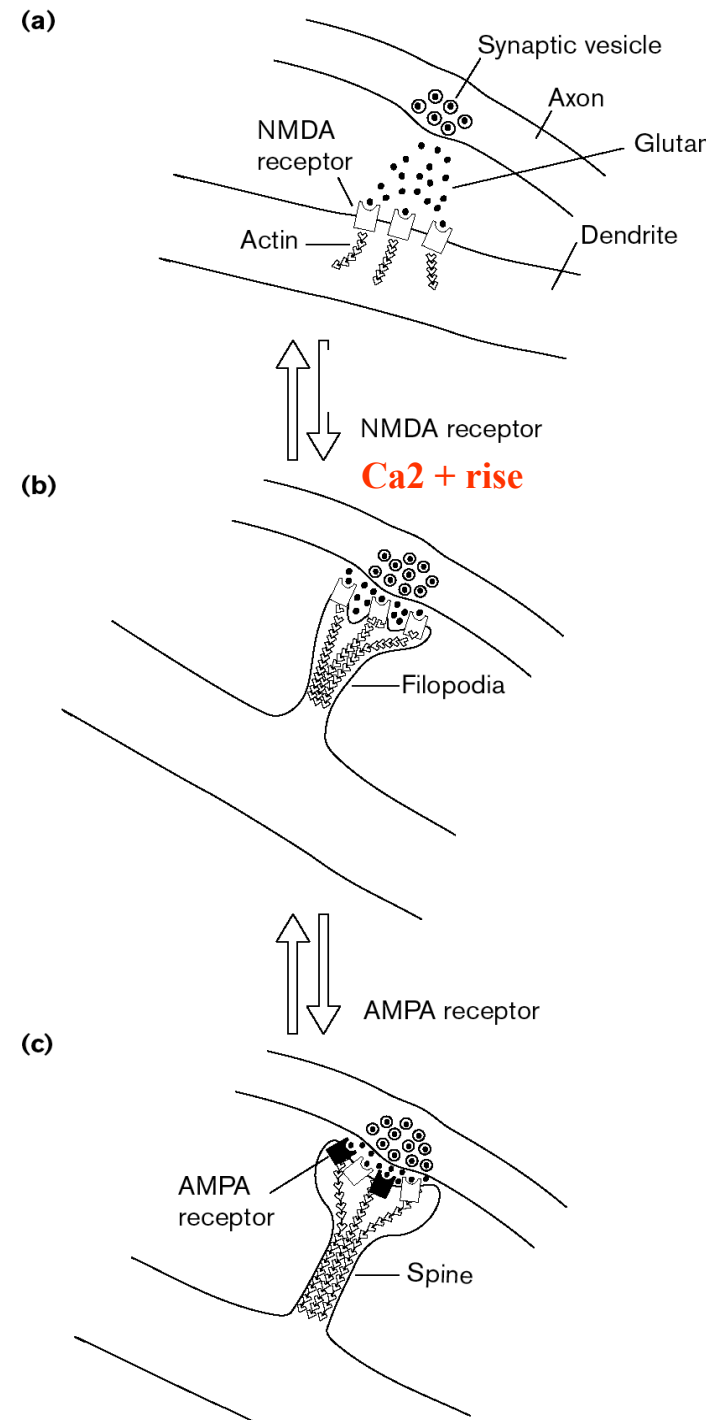 (a)
Synaptic vesicle
Axon
NMDA
receptor
Glutar
Actin
Dendrite
NMDA receptor
Ca2 + rise
(b)
Filopodia
AMPA receptor
(c)
AMPA
receptor
Spine